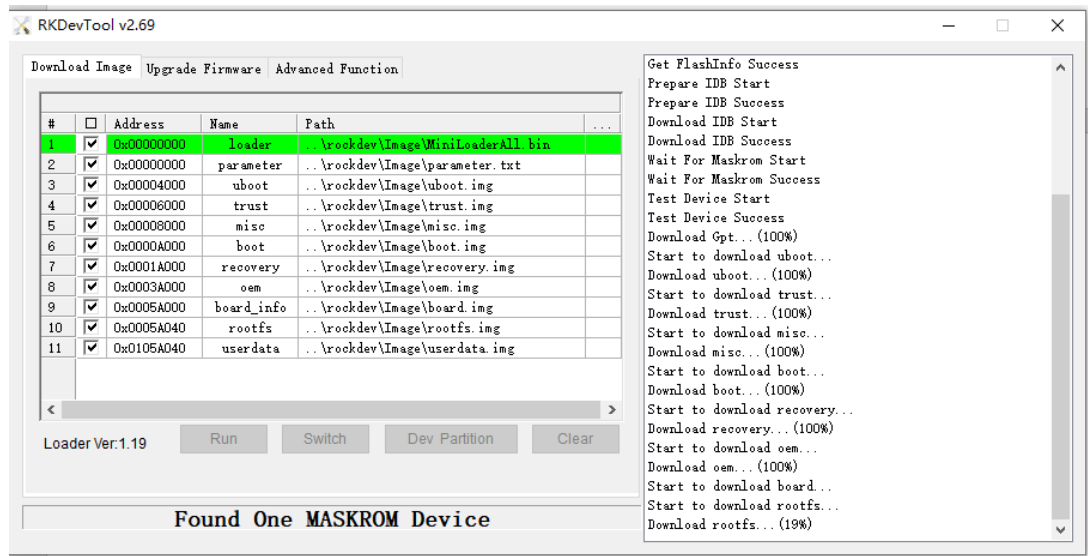 RKDevTool v2.69
Download Image Upgrade Firmware Advanced Function
# Address Name Path ...
1 0x00000000 loader ..\rockdev\Image\MiniLoaderAll.bin
2 0x00000000 parameter ..\rockdev\Image\parameter.txt
3 0x00004000 uboot ..\rockdev\Image\uboot.img
4 0x00006000 trust ..\rockdev\Image\trust.img
5 0x00008000 misc ..\rockdev\Image\misc.img
6 0x0000A000 boot ..\rockdev\Image\boot.img
7 0x0001A000 recovery ..\rockdev\Image\recovery.img
8 0x0003A000 oem ..\rockdev\Image\oem.img
9 0x0005A000 board_info ..\rockdev\Image\board.img
10 0x0005A040 rootfs ..\rockdev\Image\rootfs.img
11 0x0105A040 userdata ..\rockdev\Image\userdata.img
Loader Ver:1.19 Run Switch Dev Partition Clear
Found One MASKROM Device
Get FlashInfo Success
Prepare IDB Start
Prepare IDB Success
Download IDB Start
Download IDB Success
Wait For Maskrom Start
Wait For Maskrom Success
Test Device Start
Test Device Success
Download Gpt...(100%)
Start to download uboot...
Download uboot...(100%)
Start to download trust...
Download trust...(100%)
Start to download misc...
Download misc...(100%)
Start to download boot...
Download boot...(100%)
Start to download recovery...
Download recovery...(100%)
Start to download oem...
Download oem...(100%)
Start to download board...
Start to download rootfs...
Download rootfs...(19%)